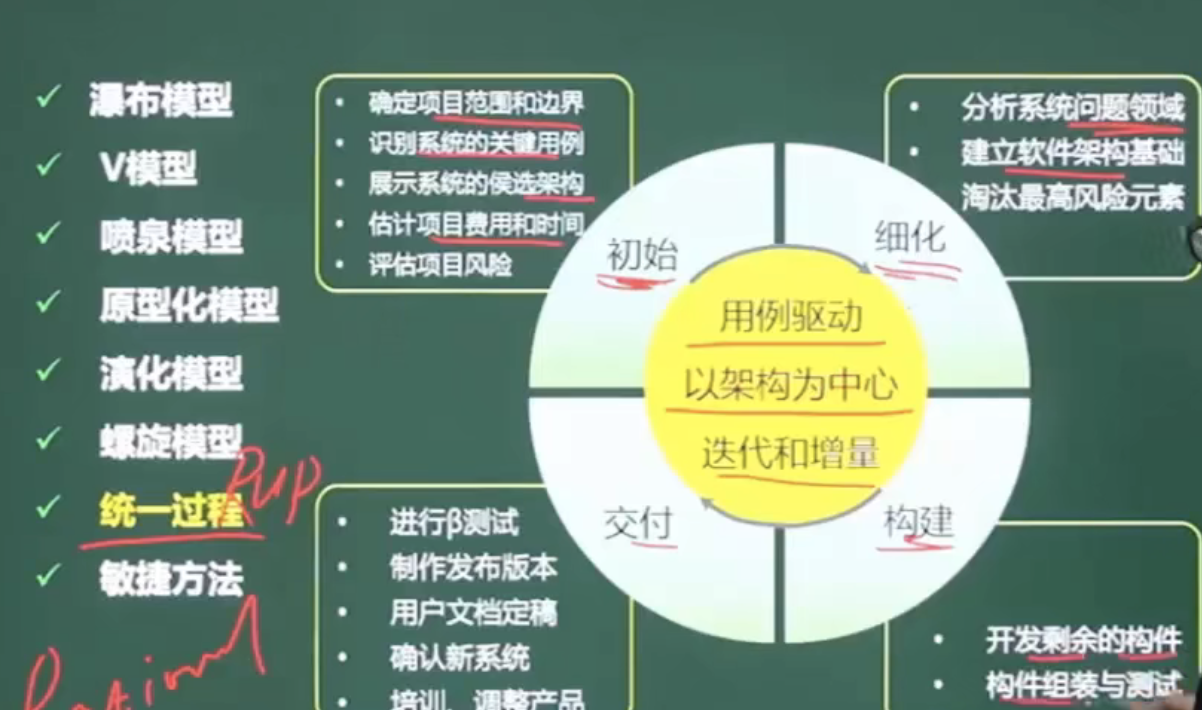 瀑布模型
V模型
喷泉模型
原型化模型
演化模型
螺旋模型
统一过程
RUP
敏捷方法
Rational
确定项目范围和边界
识别系统的关键用例
展示系统的侯选架构
估计项目费用和时间
评估项目风险
分析系统问题领域
建立软件架构基础
淘汰最高风险元素
初始
细化
用例驱动
以架构为中心
迭代和增量
交付
构建
进行β测试
制作发布版本
用户文档定稿
确认新系统
培训、调整产品
开发剩余的构件
构件组装与测试